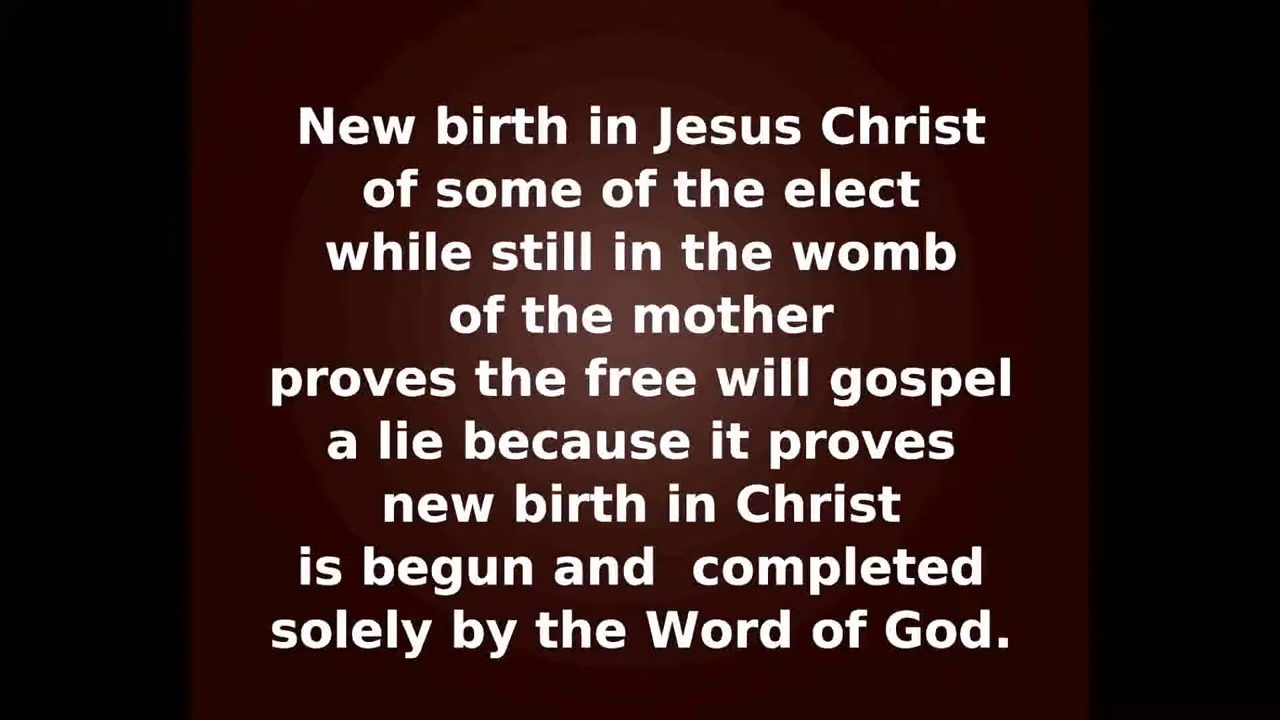 New birth in Jesus Christ
of some of the elect
while still in the womb
of the mother
proves the free will gospel
a lie because it proves
new birth in Christ
is begun and  completed
solely by the Word of God.